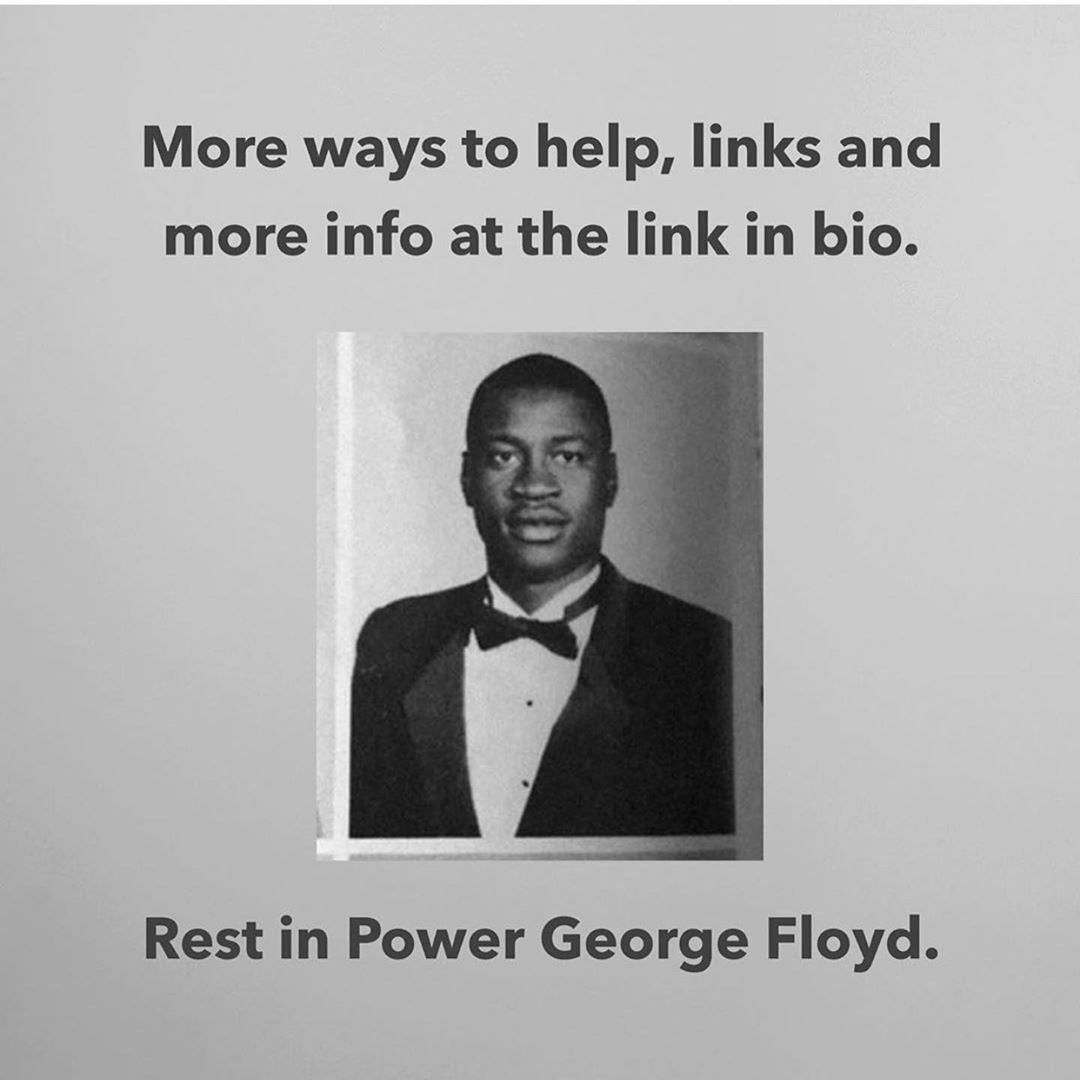 More ways to help, links and
more info at the link in bio.
Rest in Power George Floyd.